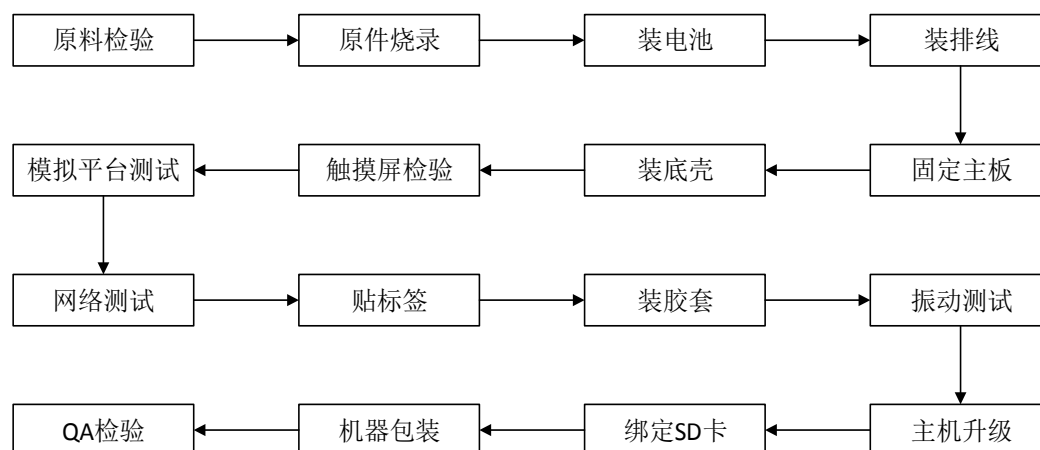 原料检验
原件烧录
装电池
装排线
模拟平台测试
触摸屏检验
装底壳
固定主板
网络测试
贴标签
装胶套
振动测试
QA检验
机器包装
绑定SD卡
主机升级